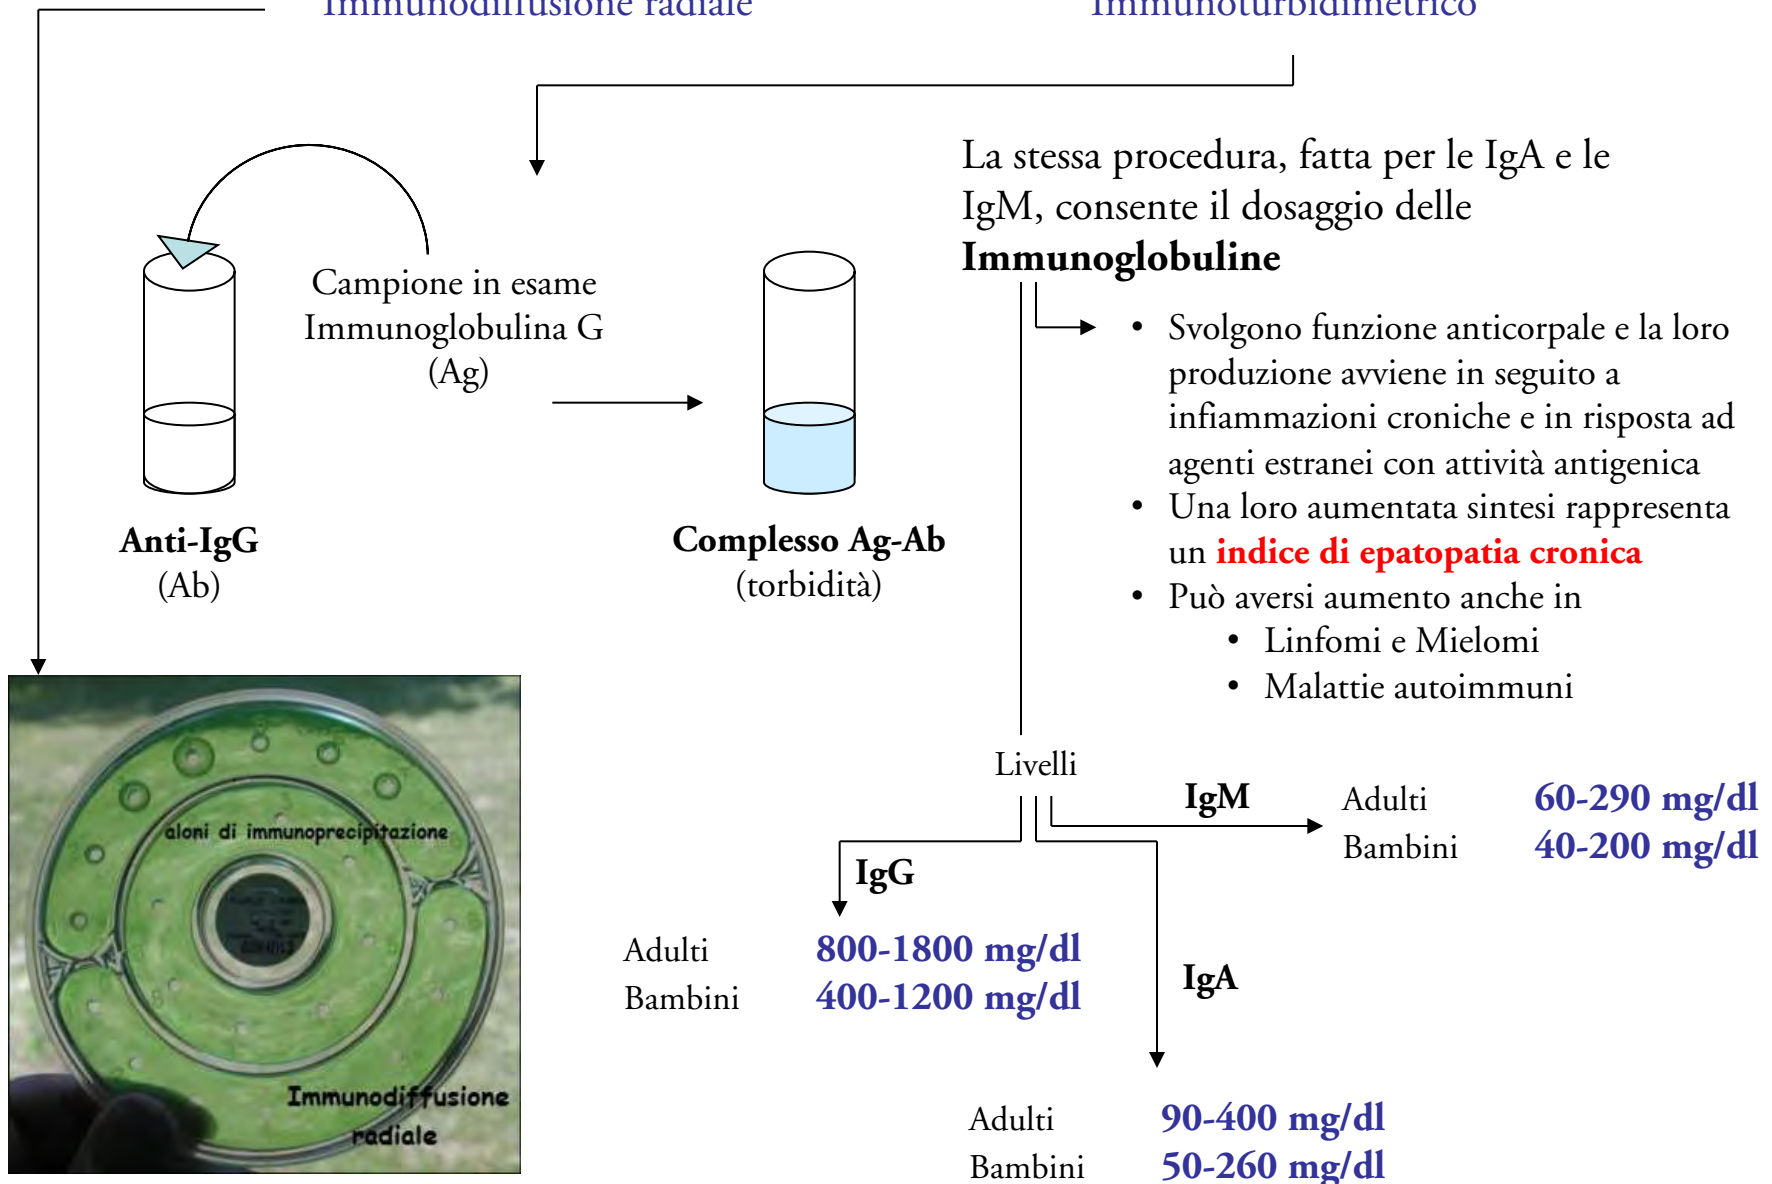 Immunodiffusione radiale
Immunoturbidimetrico
La stessa procedura, fatta per le IgA e le
IgM, consente il dosaggio delle
Immunoglobuline
Campione in esame
Immunoglobulina G
(Ag)
Anti-IgG
(Ab)
Complesso Ag-Ab
(torbidità)
• Svolgono funzione anticorpale e la loro
produzione avviene in seguito a
infiammazioni croniche e in risposta ad
agenti estranei con attività antigenica
• Una loro aumentata sintesi rappresenta
un indice di epatopatia cronica
• Può aversi aumento anche in
• Linfomi e Mielomi
• Malattie autoimmuni
aloni di immunoprecipitazione
Immunodiffusione
radiale
Livelli
IgM
Adulti 60-290 mg/dl
Bambini 40-200 mg/dl
IgG
Adulti 800-1800 mg/dl
Bambini 400-1200 mg/dl
IgA
Adulti 90-400 mg/dl
Bambini 50-260 mg/dl